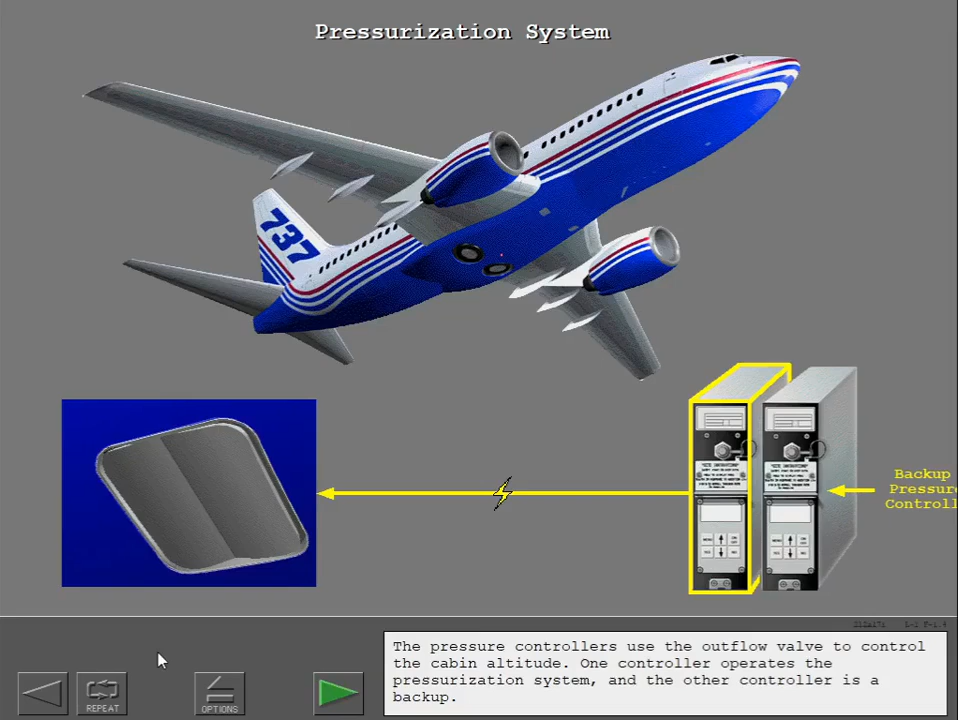 Pressurization System
737
Backup
Pressure
Controll
The pressure controllers use the outflow valve to control
the cabin altitude. One controller operates the
pressurization system, and the other controller is a
backup.
REPEAT
OPTIONS